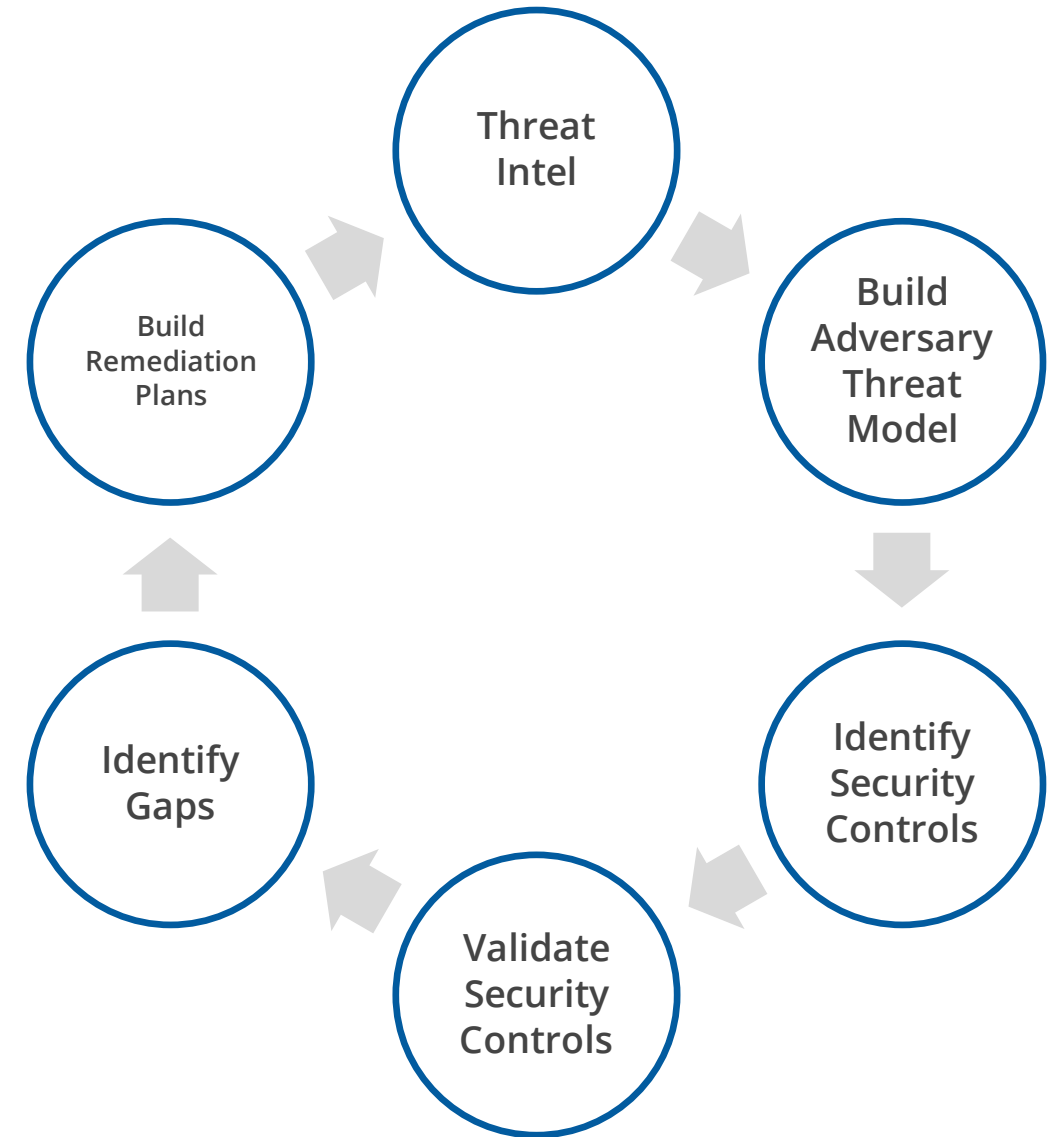 Threat
Intel
Build
Adversary
Threat
Model
Identify
Security
Controls
Validate
Security
Controls
Identify
Gaps
Build
Remediation
Plans